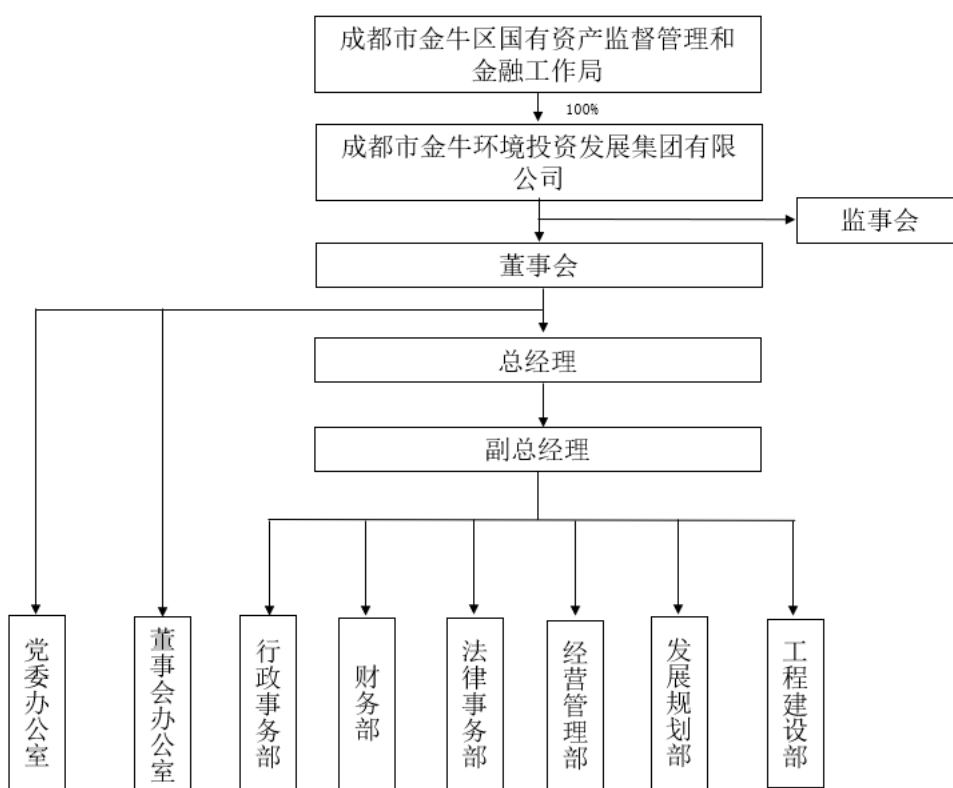 成都市金牛区国有资产监督管理和
金融工作局
100%
成都市金牛环境投资发展集团有限
公司
监事会
董事会
总经理
副总经理
党委办公室
董事会办公室
行政事务部
财务部
法律事务部
经营管理部
发展规划部
工程建设部